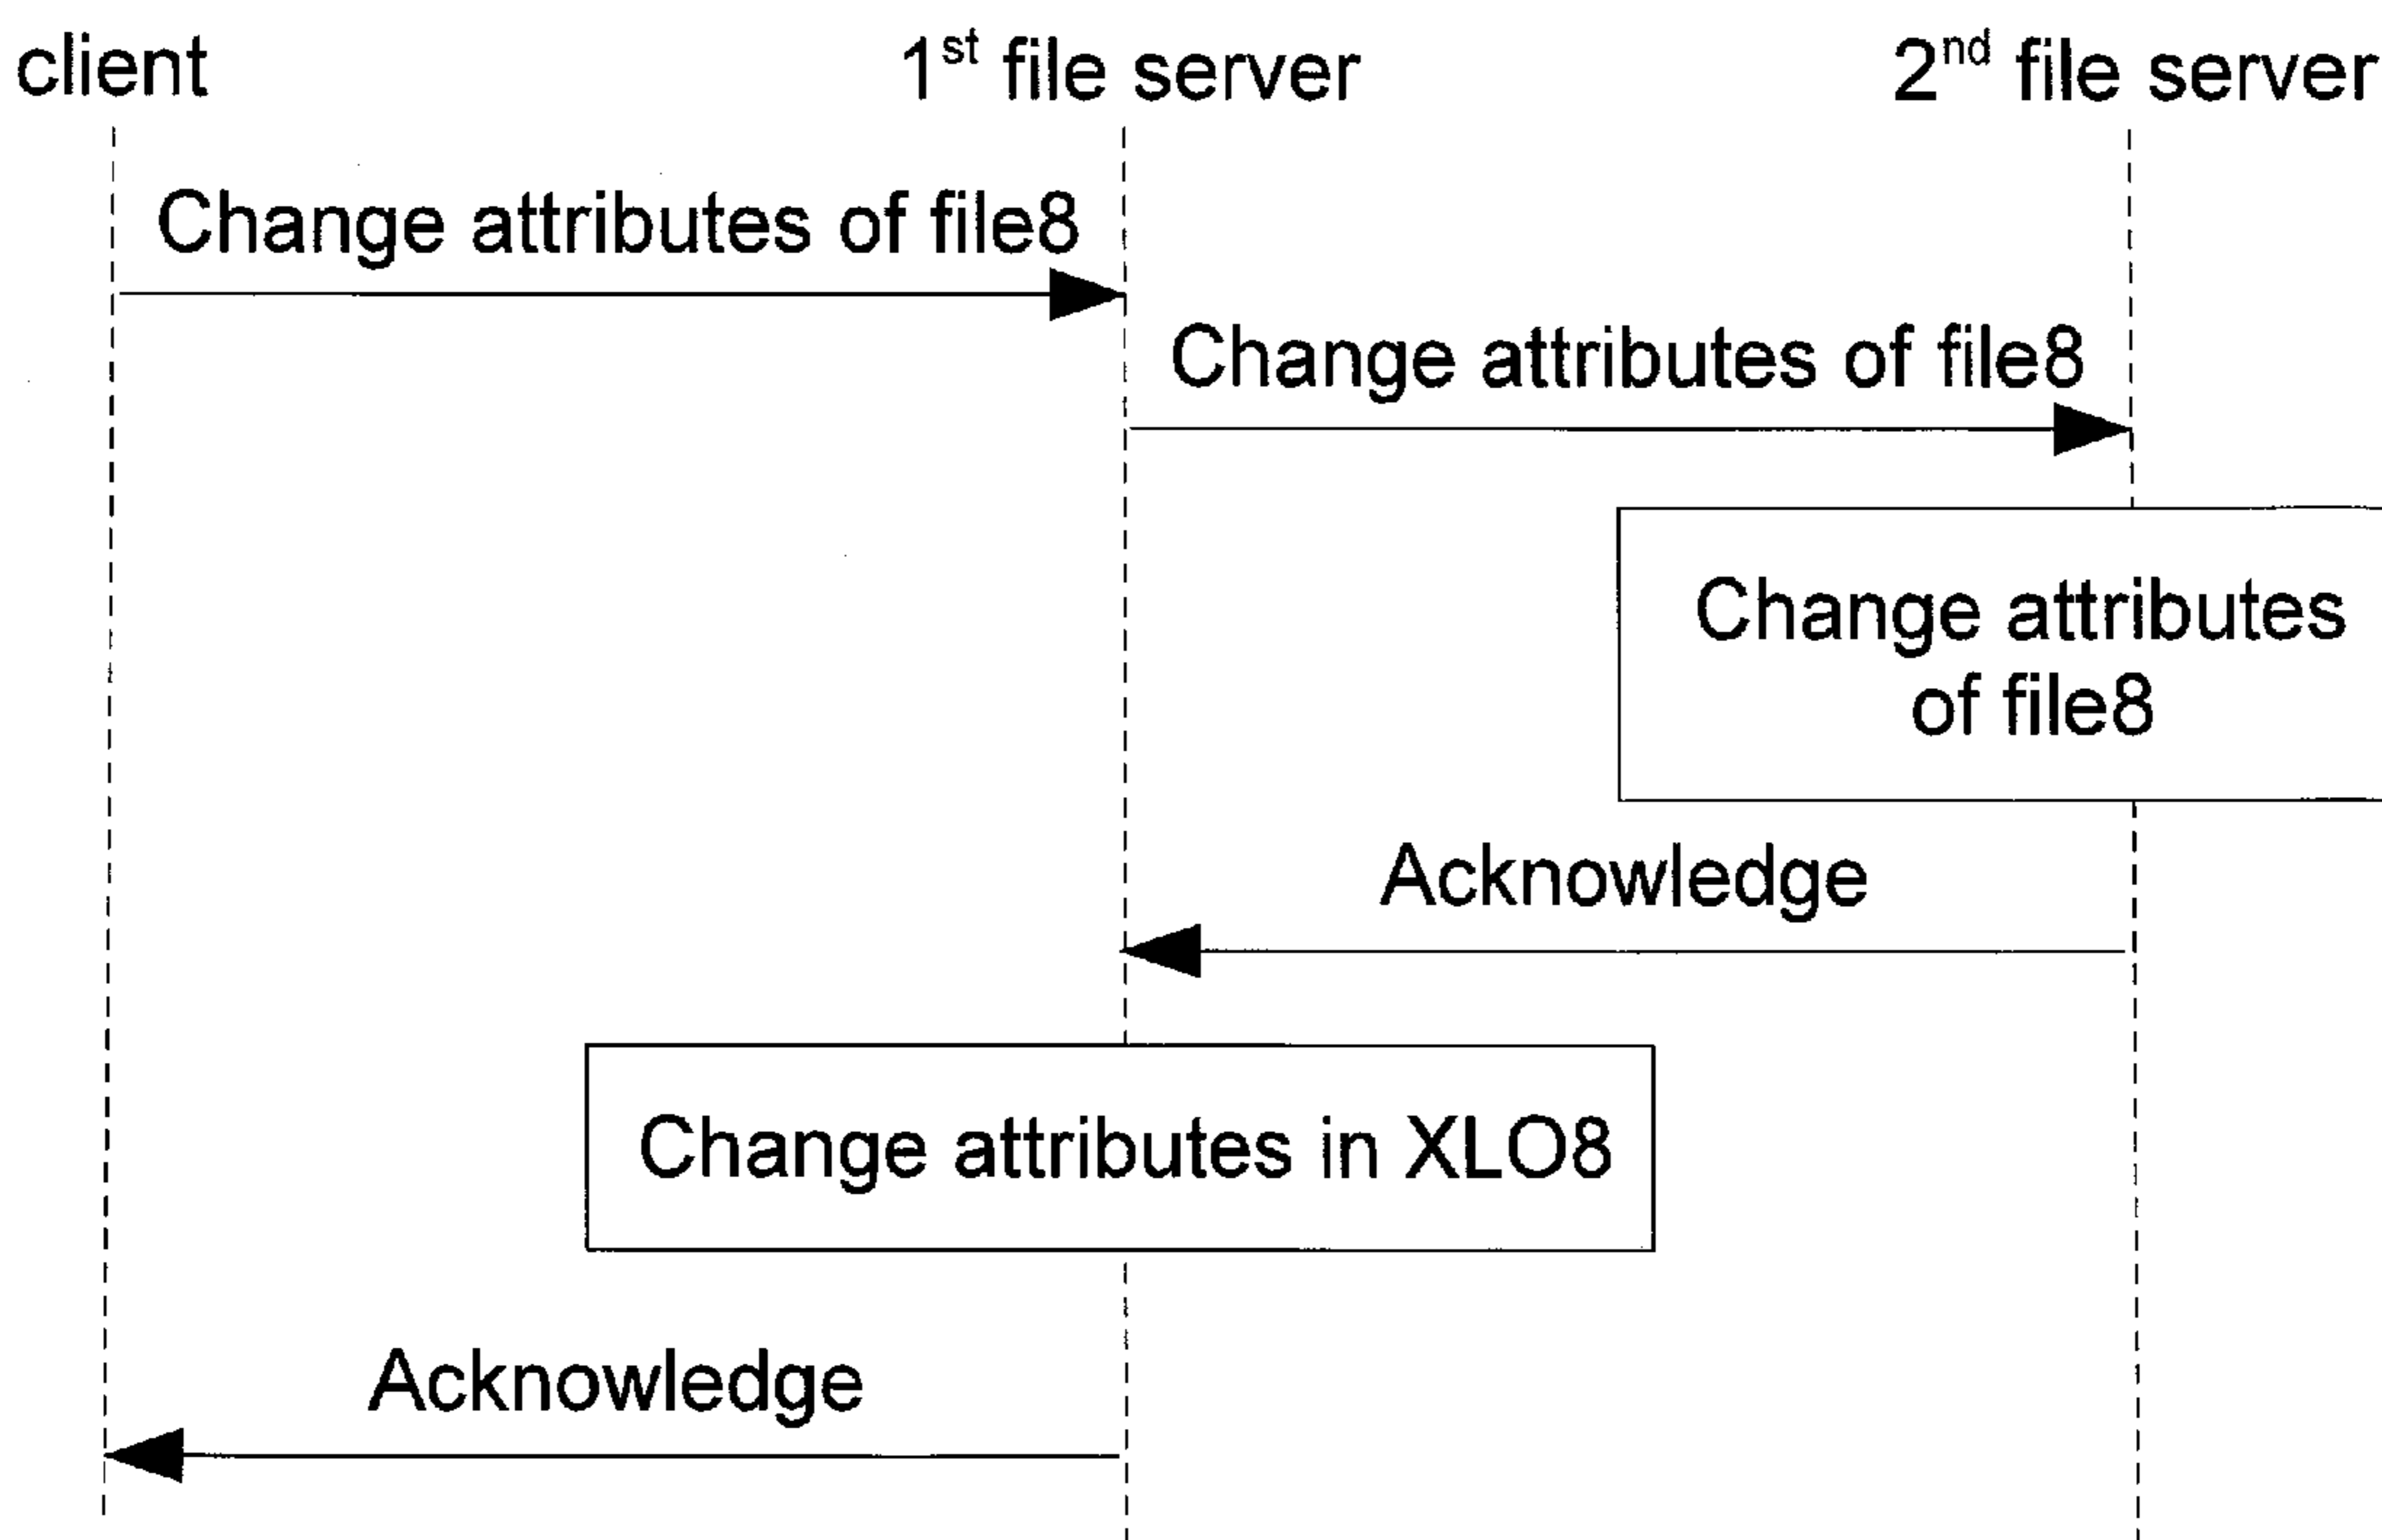 client
1st file server
2nd file server
Change attributes of file8
Change attributes of file8
Change attributes
of file8
Acknowledge
Change attributes in XLO8
Acknowledge